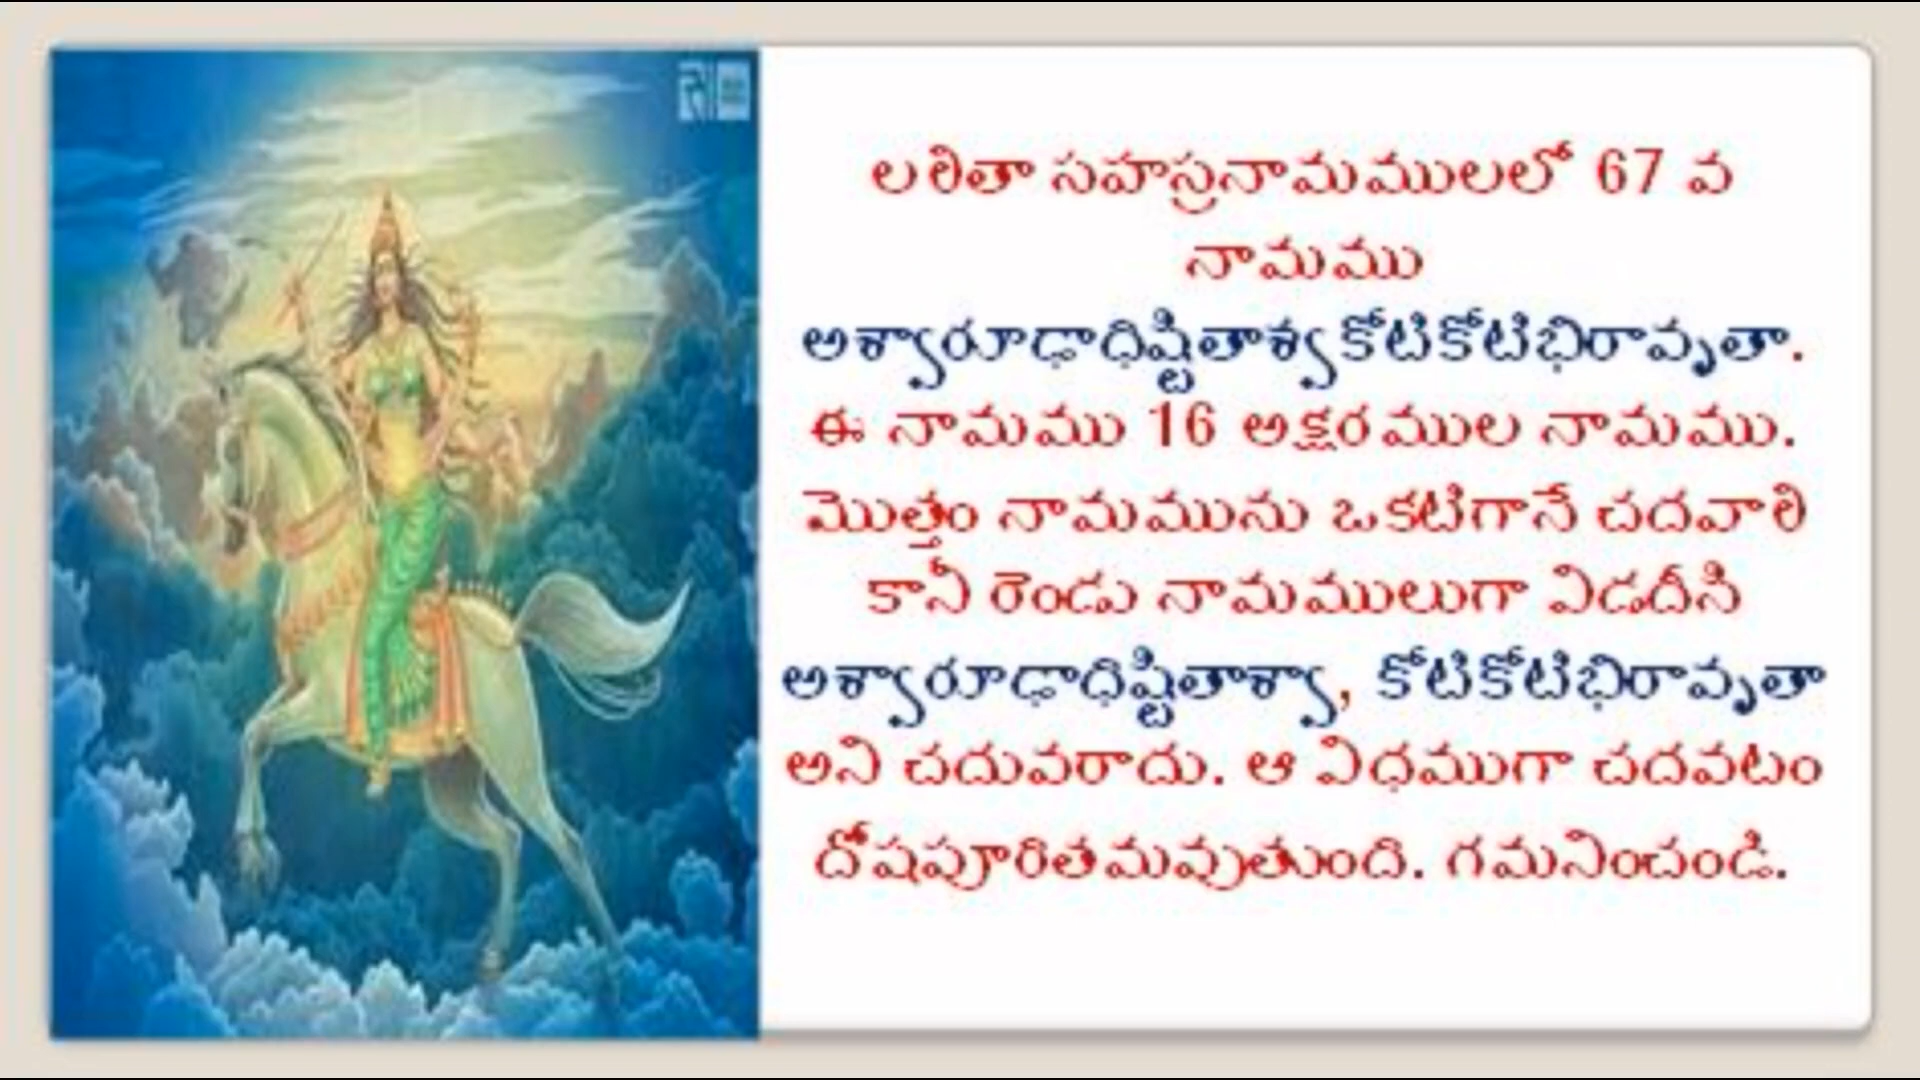 లలితా సహస్రనామములలో 67 వ
నామము
అశ్వారూఢాధిష్టితాశ్వకోటికోటిభిరావృతా.
ఈ నామము 16 అక్షరముల నామము.
మొత్తం నామమును ఒకటిగానే చదవాలి
కానీ రెండు నామములుగా విడదీసి
అశ్వారూఢాధిష్టితాశ్వా, కోటికోటిభిరావృతా
అని చదువరాదు. ఆ విధముగా చదవటం
దోషపూరితమవుతుంది. గమనించండి.